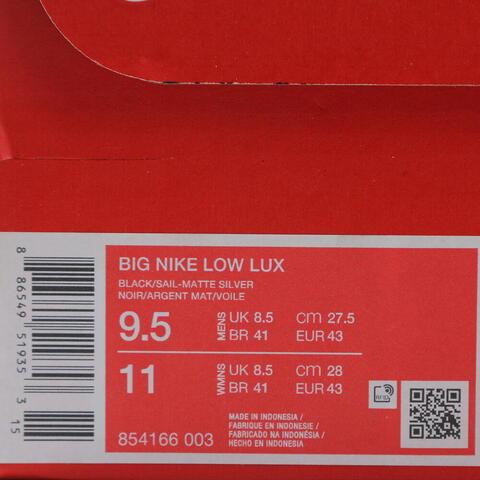 BIG NIKE LOW LUX
BLACK/SAIL-MATTE SILVER
NOIR/ARGENT MAT/VOILE
9.5 MENS UK 8.5 CM 27.5
BR 41 EUR 43
11 WMNS UK 8.5 CM 28
BR 41 EUR 43
RFID
854166 003
MADE IN INDONESIA /
FABRIQUE EN INDONESIE /
FABRICADO NA INDONÉSIA /
HECHO EN INDONESIA
8 86549 51935 3 15